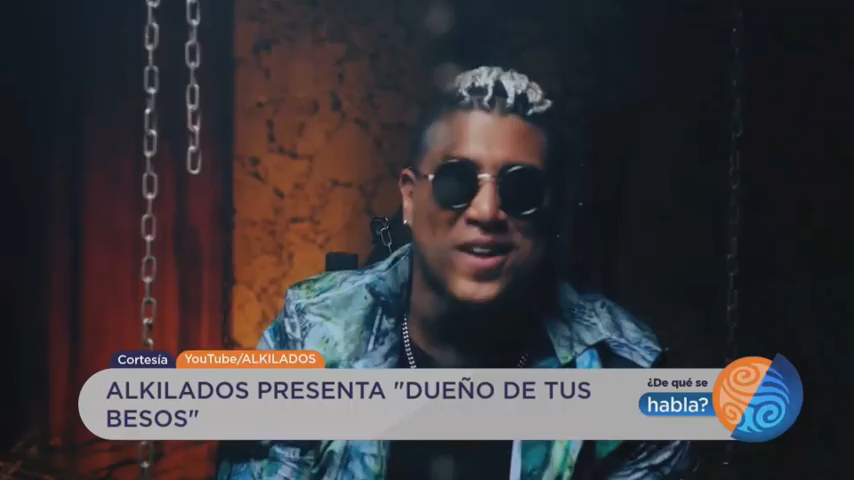 Cortesía
YouTube/ALKILADOS
ALKILADOS PRESENTA "DUEÑO DE TUS
BESOS"
¿De qué se
habla?